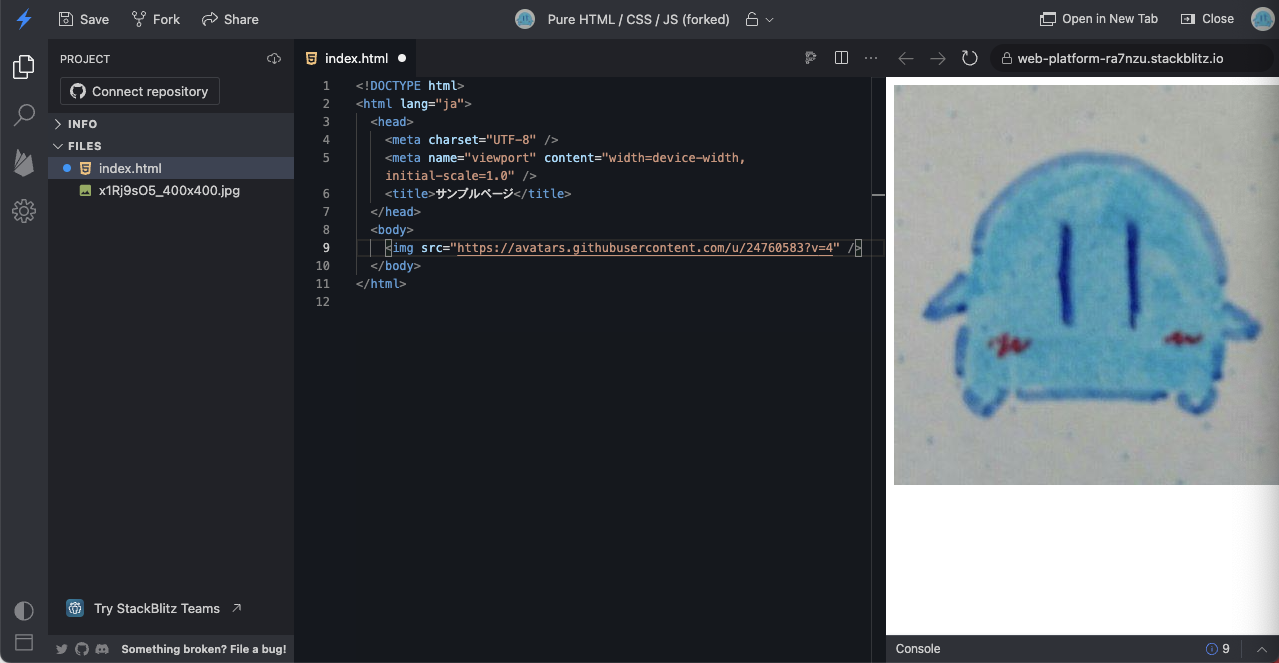 Save Fork Share Pure HTML / CSS / JS (forked) Open in New Tab Close
PROJECT
Connect repository
INFO
FILES
index.html
x1Rj9sO5_400x400.jpg
Try StackBlitz Teams
Something broken? File a bug!
index.html
1 <!DOCTYPE html>
2 <html lang="ja">
3 <head>
4 <meta charset="UTF-8" />
5 <meta name="viewport" content="width=device-width,
initial-scale=1.0" />
6 <title>サンプルページ</title>
7 </head>
8 <body>
9 <img src="https://avatars.githubusercontent.com/u/24760583?v=4" />
10 </body>
11 </html>
12
web-platform-ra7nzu.stackblitz.io
Console 9